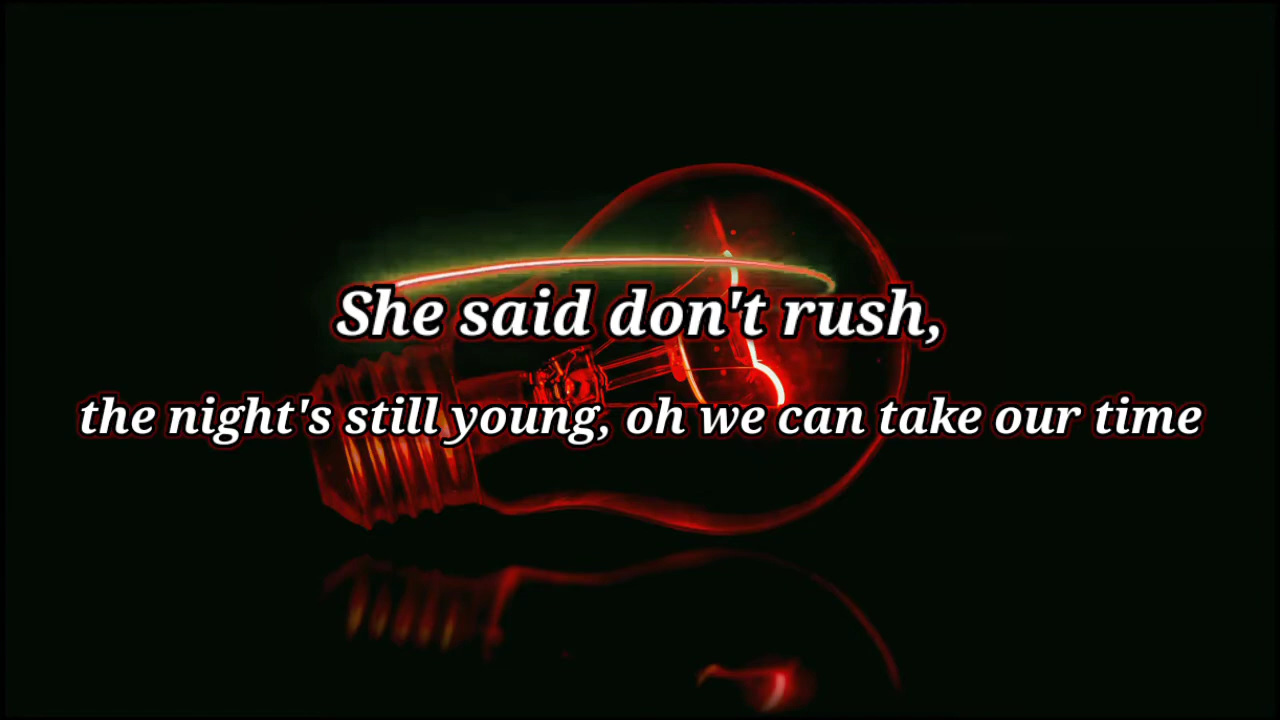 She said don't rush,
the night's still young, oh we can take our time